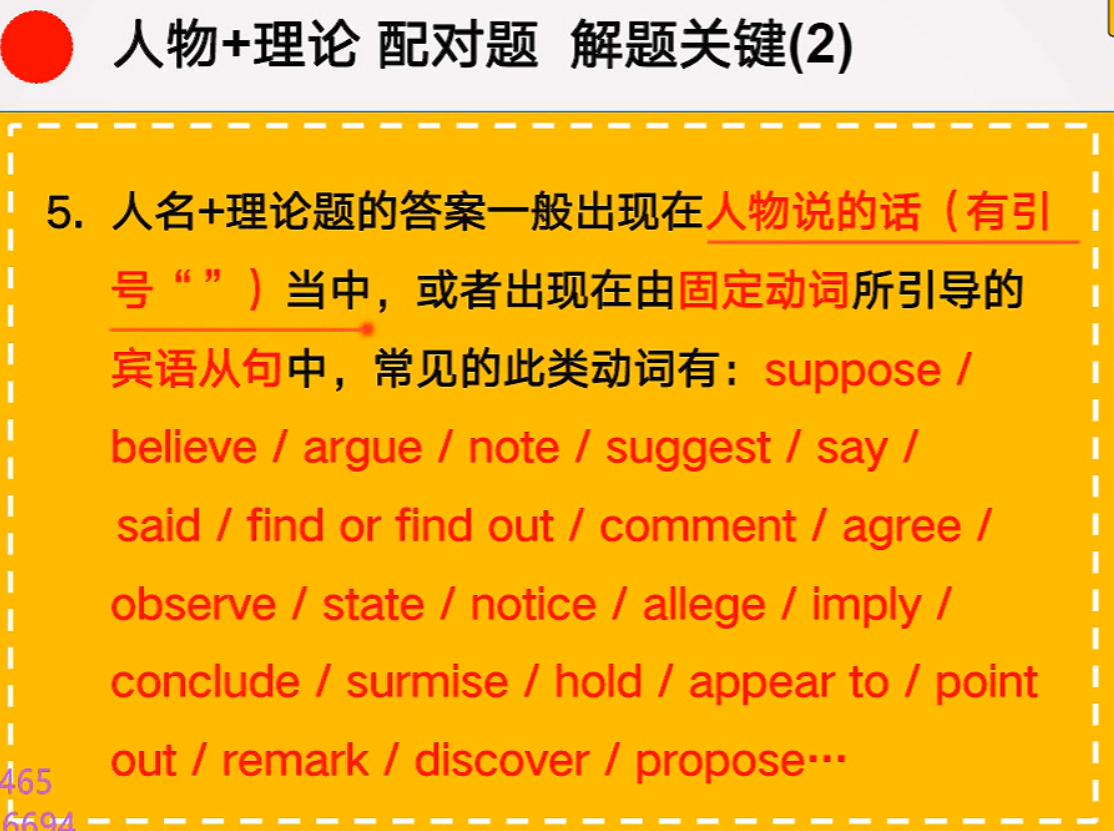 人物+理论 配对题 解题关键(2)
5. 人名+理论题的答案一般出现在人物说的话（有引
号“ ”）当中，或者出现在由固定动词所引导的
宾语从句中，常见的此类动词有：suppose /
believe / argue / note / suggest / say /
said / find or find out / comment / agree /
observe / state / notice / allege / imply /
conclude / surmise / hold / appear to / point
out / remark / discover / propose…
465
6694